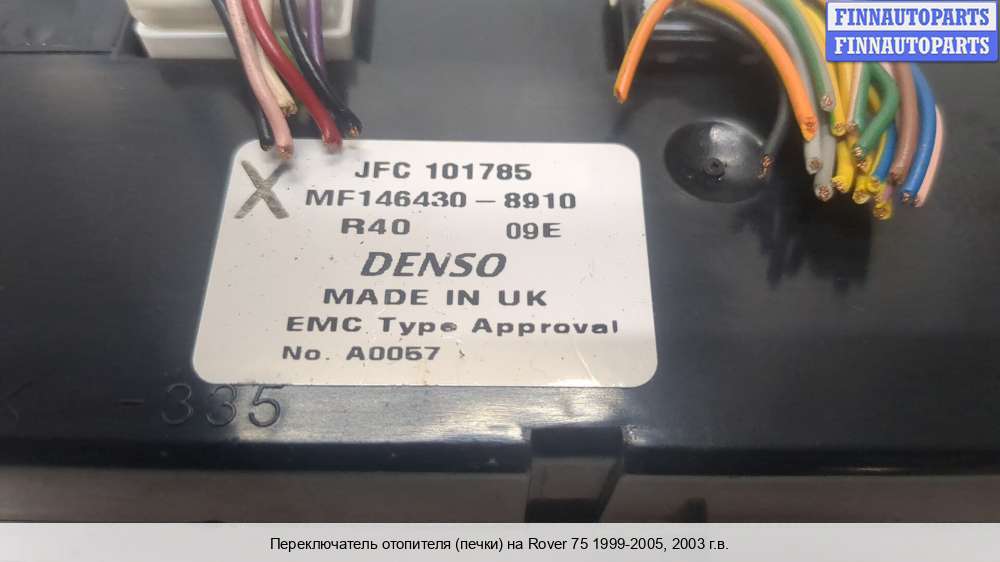 FINNAUTOPARTS
FINNAUTOPARTS
X
JFC 101785
MF146430-8910
R40 09E
DENSO
MADE IN UK
EMC Type Approval
No. A0057
-335
Переключатель отопителя (печки) на Rover 75 1999-2005, 2003 г.в.